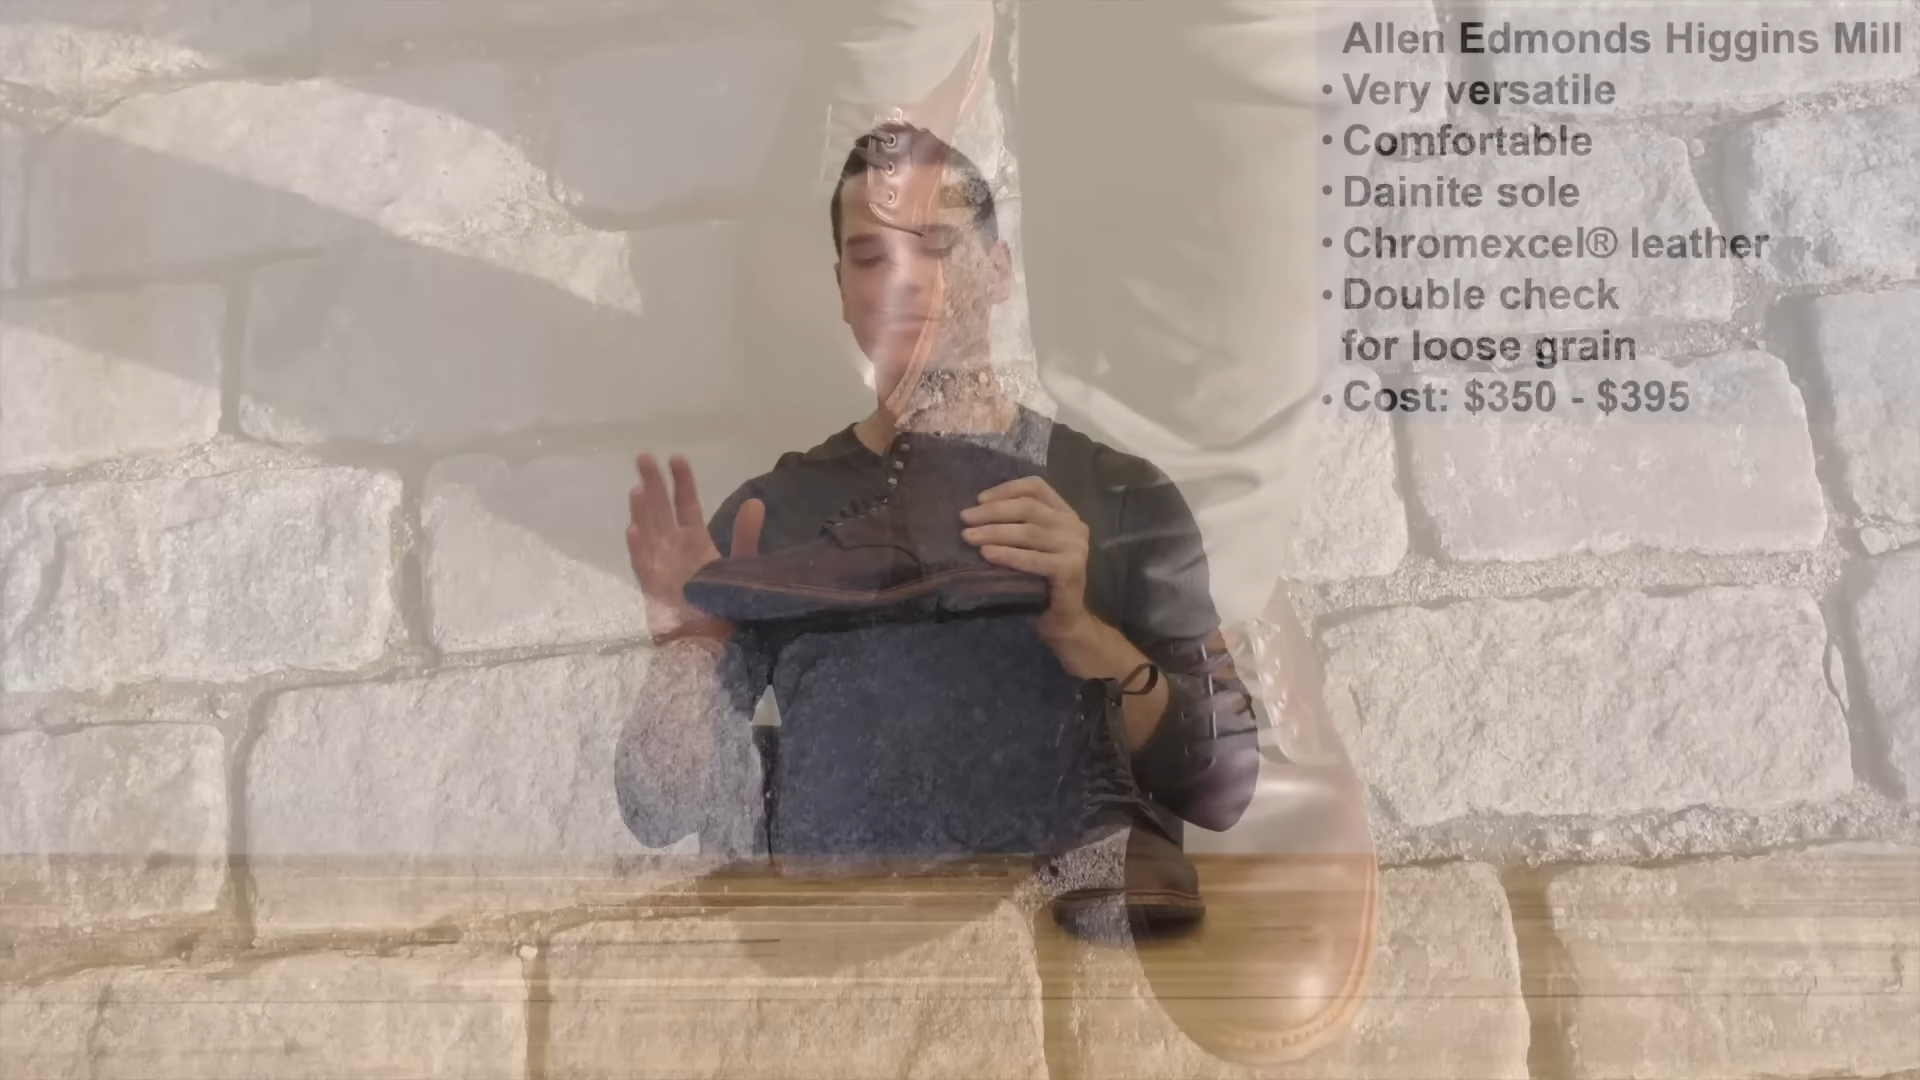 Allen Edmonds Higgins Mill
• Very versatile
• Comfortable
• Dainite sole
• Chromexcel® leather
• Double check
for loose grain
• Cost: $350 - $395